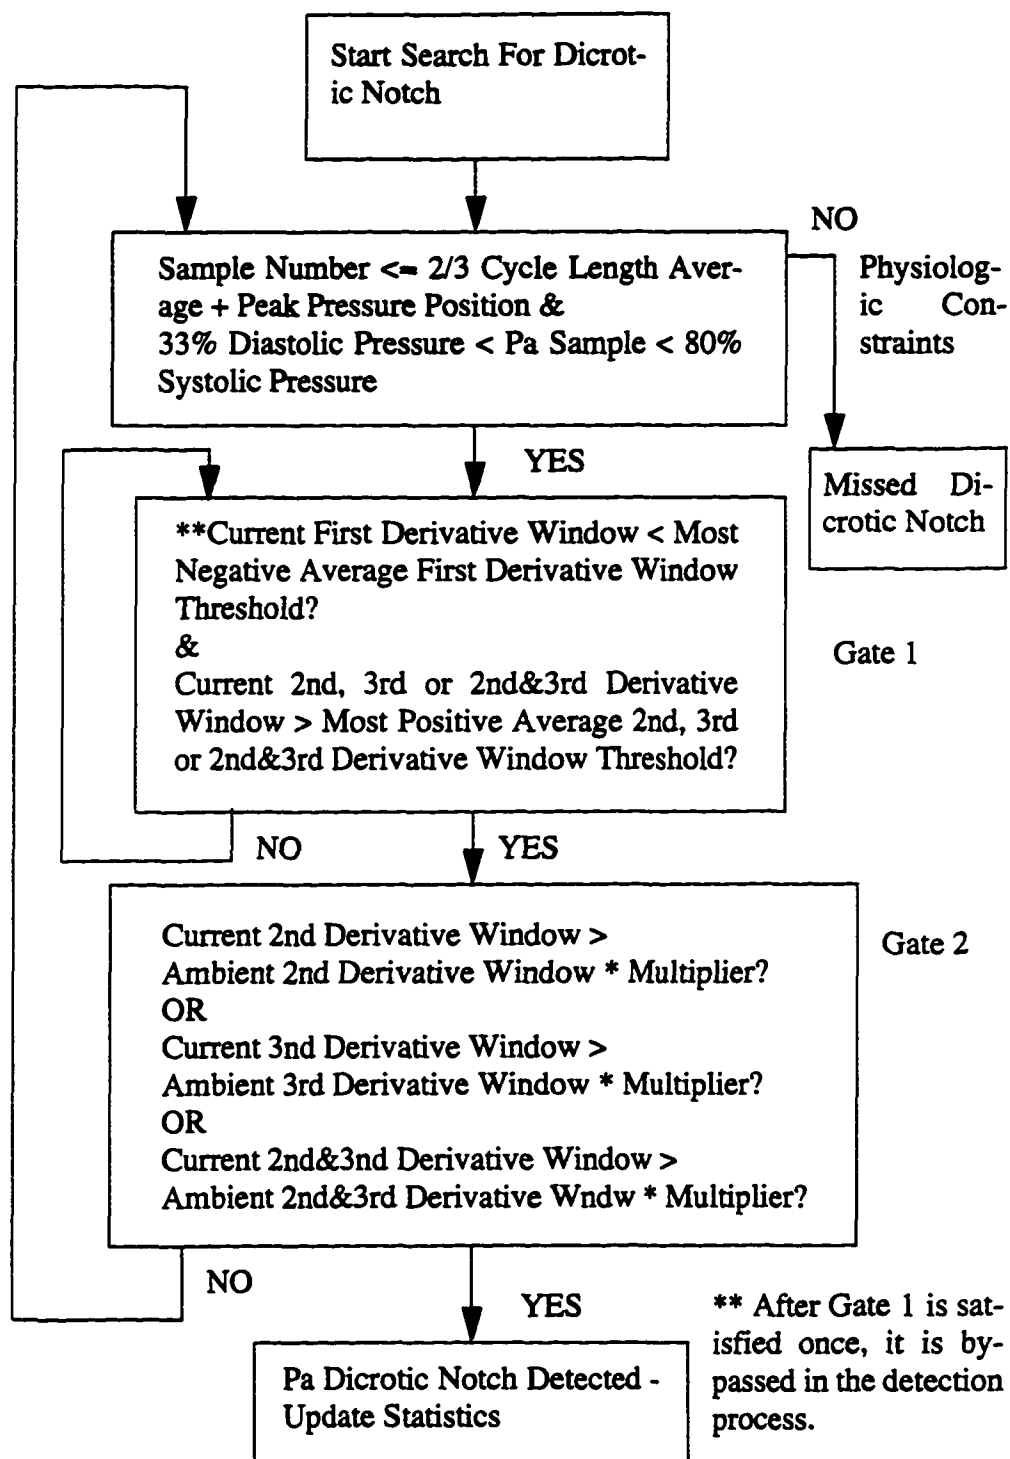 Start Search For Dicrot-
ic Notch
NO
Sample Number <= 2/3 Cycle Length Aver-
age + Peak Pressure Position &
33% Diastolic Pressure < Pa Sample < 80%
Systolic Pressure
Physiolog-
ic Con-
straints
YES
Missed Di-
crotic Notch
**Current First Derivative Window < Most
Negative Average First Derivative Window
Threshold?
&
Current 2nd, 3rd or 2nd&3rd Derivative
Window > Most Positive Average 2nd, 3rd
or 2nd&3rd Derivative Window Threshold?
Gate 1
NO
YES
Current 2nd Derivative Window >
Ambient 2nd Derivative Window * Multiplier?
OR
Current 3nd Derivative Window >
Ambient 3rd Derivative Window * Multiplier?
OR
Current 2nd&3nd Derivative Window >
Ambient 2nd&3rd Derivative Wndw * Multiplier?
Gate 2
NO
YES
Pa Dicrotic Notch Detected -
Update Statistics
** After Gate 1 is sat-
isfied once, it is by-
passed in the detection
process.